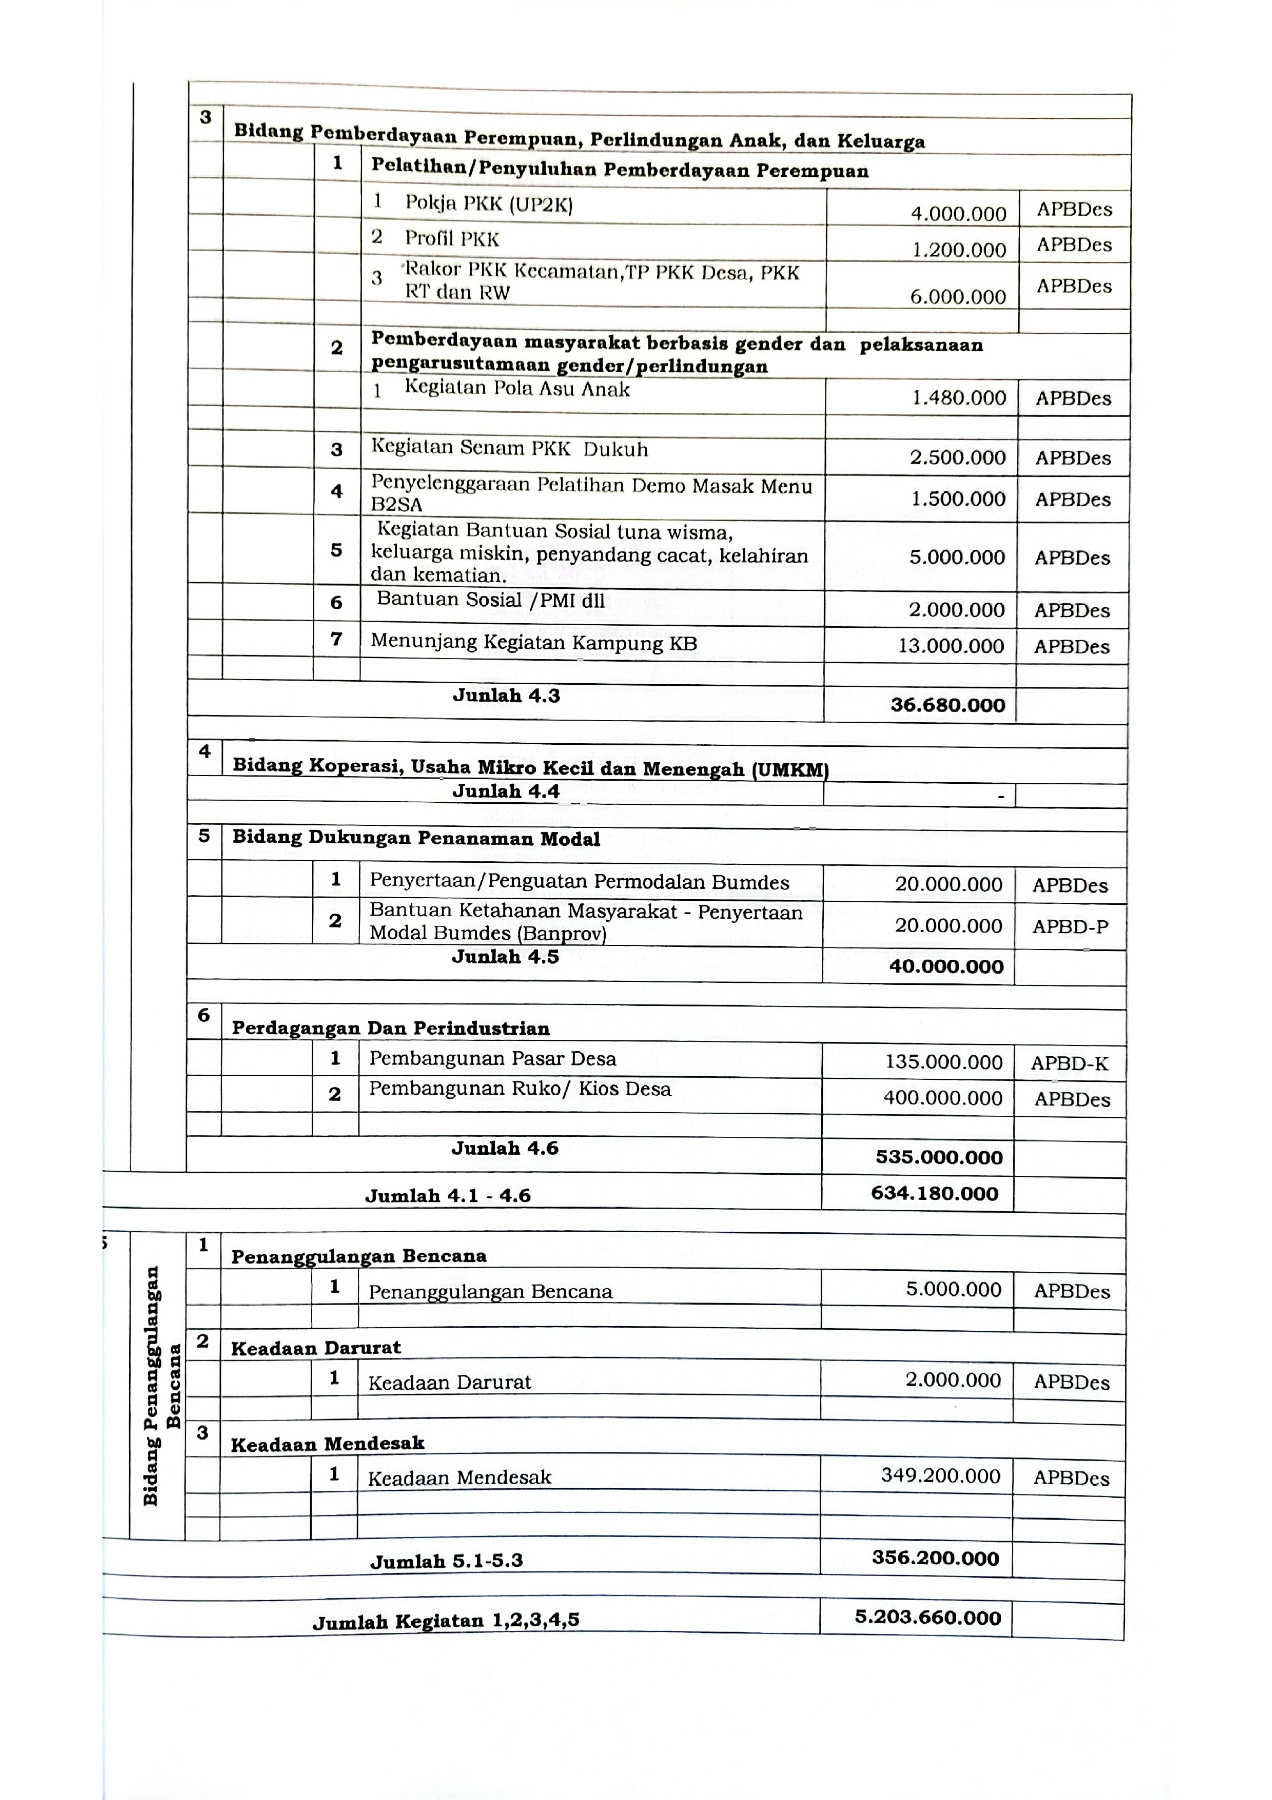 3 Bidang Pemberdayaan Perempuan, Perlindungan Anak, dan Keluarga
1 Pelatihan/Penyuluhan Pemberdayaan Perempuan
1 Pokja PKK (UP2K) 4.000.000 APBDes
2 Profil PKK 1.200.000 APBDes
3 Rakor PKK Kecamatan,TP PKK Desa, PKK
RT dan RW 6.000.000 APBDes
2 Pemberdayaan masyarakat berbasis gender dan pelaksanaan
pengarusutamaan gender/perlindungan
1 Kegiatan Pola Asu Anak 1.480.000 APBDes
3 Kegiatan Senam PKK Dukuh 2.500.000 APBDes
4 Penyelenggaraan Pelatihan Demo Masak Menu
B2SA 1.500.000 APBDes
Kegiatan Bantuan Sosial tuna wisma,
5 keluarga miskin, penyandang cacat, kelahiran 5.000.000 APBDes
dan kematian.
6 Bantuan Sosial /PMI dll 2.000.000 APBDes
7 Menunjang Kegiatan Kampung KB 13.000.000 APBDes
Junlah 4.3 36.680.000
4 Bidang Koperasi, Usaha Mikro Kecil dan Menengah (UMKM)
Junlah 4.4 -
5 Bidang Dukungan Penanaman Modal
1 Penyertaan/Penguatan Permodalan Bumdes 20.000.000 APBDes
2 Bantuan Ketahanan Masyarakat - Penyertaan
Modal Bumdes (Banprov) 20.000.000 APBD-P
Junlah 4.5 40.000.000
6 Perdagangan Dan Perindustrian
1 Pembangunan Pasar Desa 135.000.000 APBD-K
2 Pembangunan Ruko/ Kios Desa 400.000.000 APBDes
Junlah 4.6 535.000.000
Jumlah 4.1 - 4.6 634.180.000
5 Bidang Penanggulangan
Bencana
1 Penanggulangan Bencana
1 Penanggulangan Bencana 5.000.000 APBDes
2 Keadaan Darurat
1 Keadaan Darurat 2.000.000 APBDes
3 Keadaan Mendesak
1 Keadaan Mendesak 349.200.000 APBDes
Jumlah 5.1-5.3 356.200.000
Jumlah Kegiatan 1,2,3,4,5 5.203.660.000